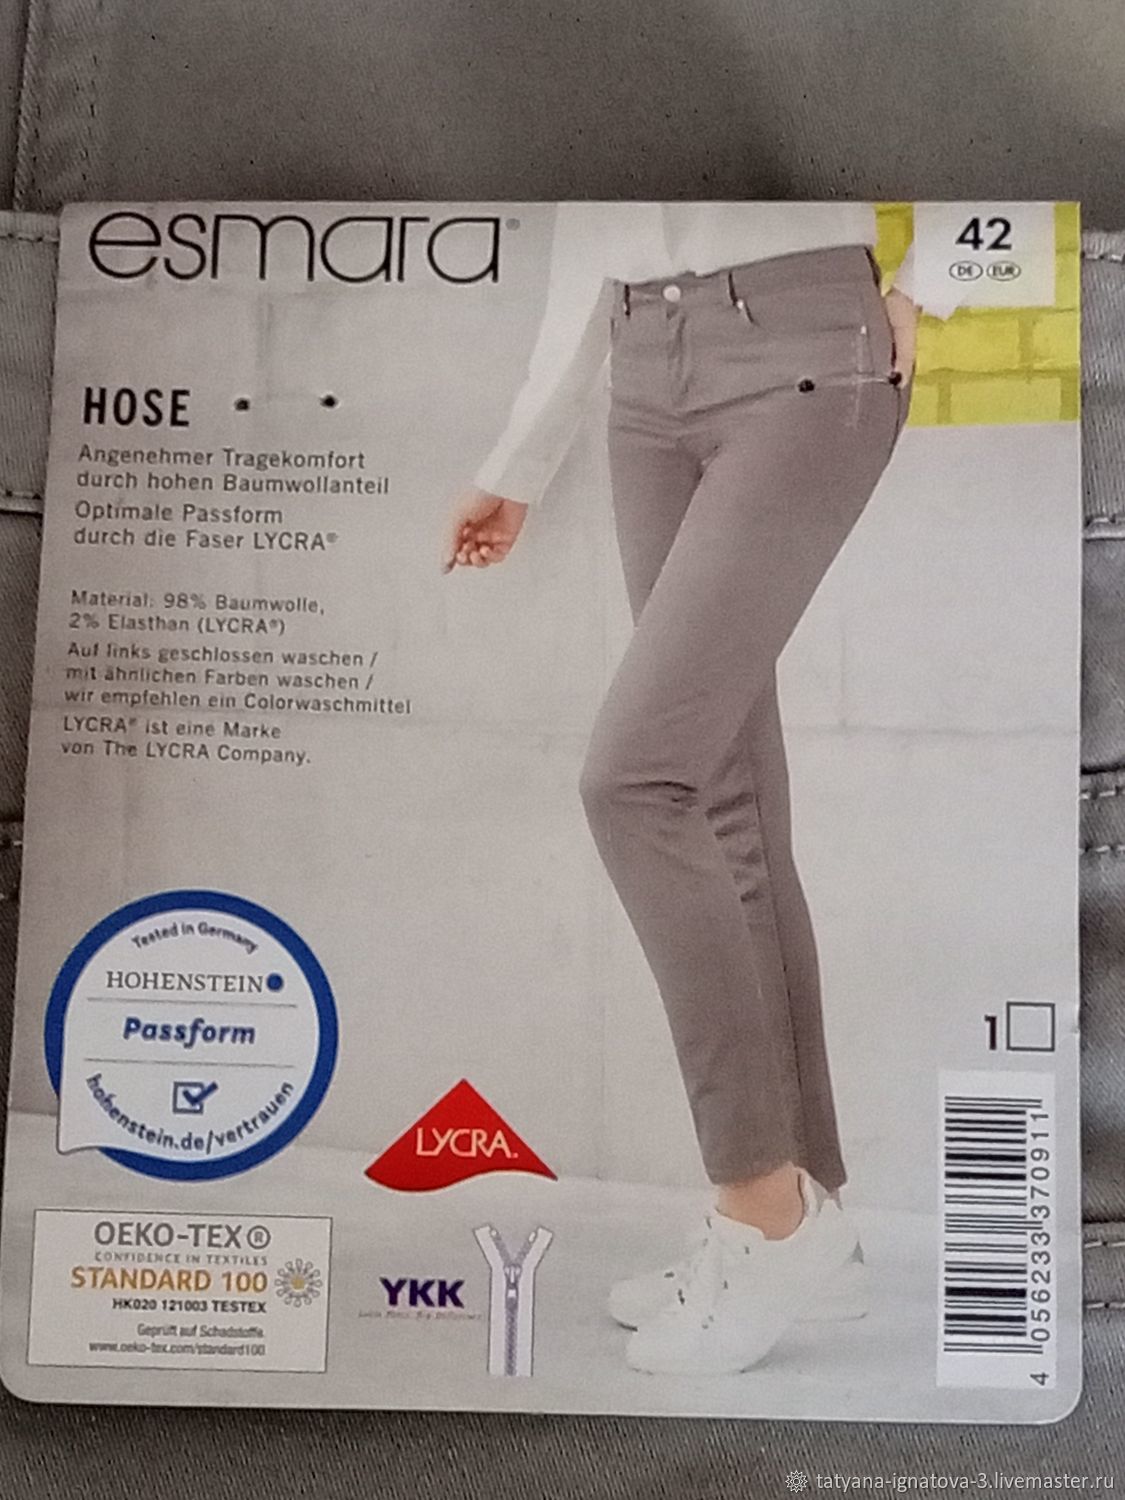 esmara®
42
DE EUR
HOSE
Angenehmer Tragekomfort
durch hohen Baumwollanteil
Optimale Passform
durch die Faser LYCRA®
Material: 98% Baumwolle,
2% Elasthan (LYCRA®)
Auf links geschlossen waschen /
mit ähnlichen Farben waschen /
wir empfehlen ein Colorwaschmittel
LYCRA® ist eine Marke
von The LYCRA Company.
Tested in Germany
HOHENSTEIN
Passform
hohenstein.de/vertrauen
LYCRA.
1
4 056233 370911
OEKO-TEX®
CONFIDENCE IN TEXTILES
STANDARD 100
HK020 121003 TESTEX
Geprüft auf Schadstoffe.
www.oeko-tex.com/standard100
YKK
tatyana-ignatova-3.livemaster.ru